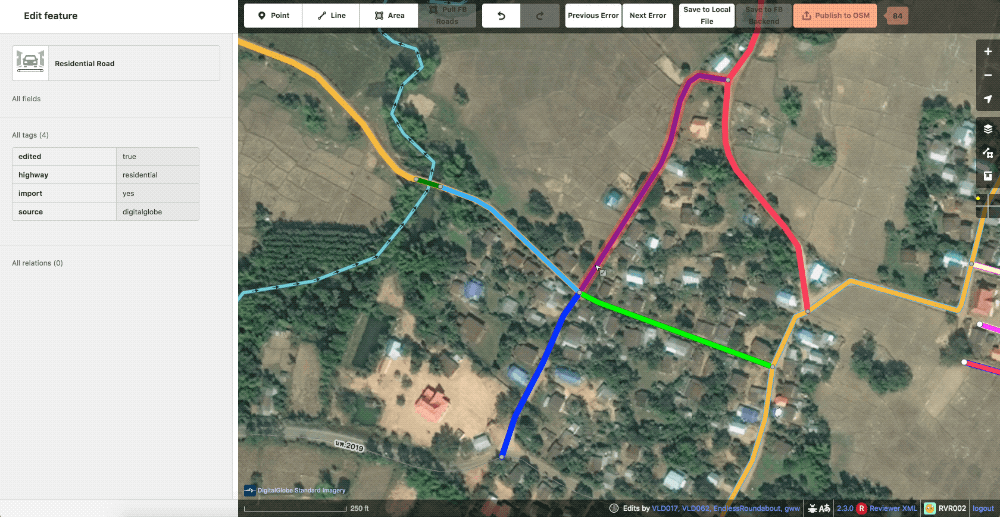 Edit feature
Point
Line
Area
Pull FB
Roads
Previous Error
Next Error
Save to Local
File
Save to FB
Backend
Publish to OSM
84
Residential Road
All fields
All tags (4)
edited true
highway residential
import yes
source digitalglobe
All relations (0)
นพ.2019
DigitalGlobe Standard Imagery
250 ft
Edits by VLD017, VLD063, EndlessRoundabout, gww
2.3.0
R
Reviewer XML
RVR002
logout